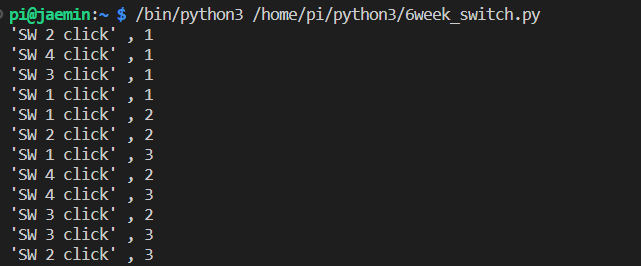 pi@jaemin:~ $ /bin/python3 /home/pi/python3/6week_switch.py
'SW 2 click' , 1
'SW 4 click' , 1
'SW 3 click' , 1
'SW 1 click' , 1
'SW 1 click' , 2
'SW 2 click' , 2
'SW 1 click' , 3
'SW 4 click' , 2
'SW 4 click' , 3
'SW 3 click' , 2
'SW 3 click' , 3
'SW 2 click' , 3